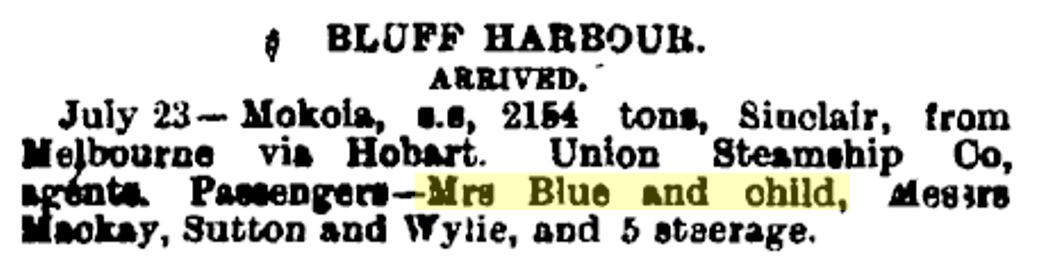 BLUFF HARBOUR.
ARRIVED.
July 23— Mokoia, s.s, 2154 tons, Sinclair, from
Melbourne via Hobart. Union Steamship Co,
agents. Passengers—Mrs Blue and child, Messrs
Mackay, Sutton and Wylie, and 5 steerage.